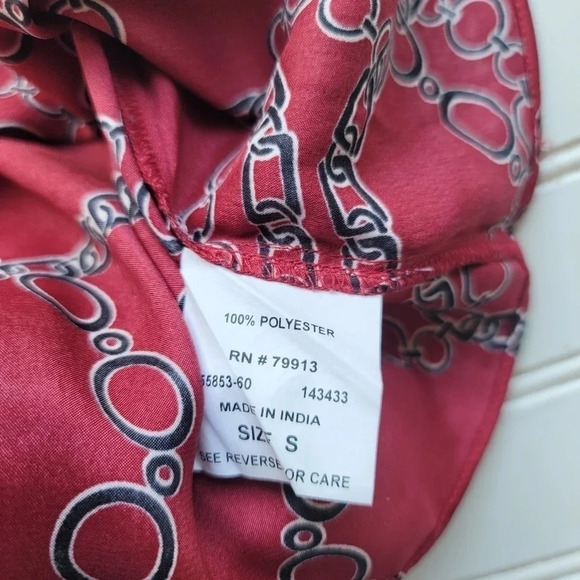 100% POLYESTER
RN # 79913
55853-60 143433
MADE IN INDIA
SIZE S
SEE REVERSE FOR CARE